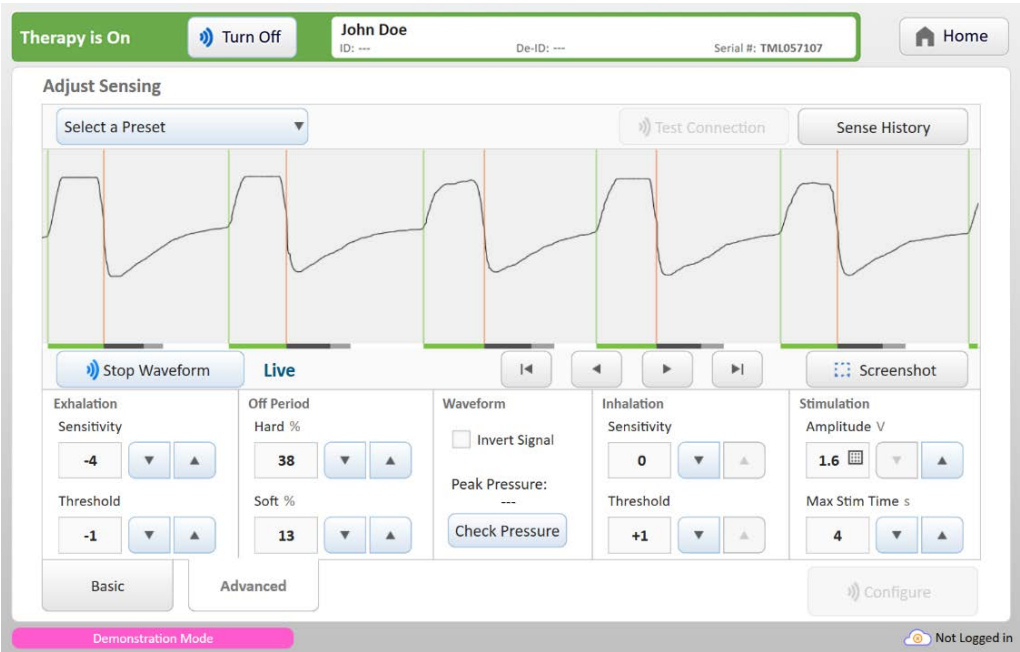 Therapy is On
Turn Off
John Doe
ID: ---
De-ID: ---
Serial #: TML057107
Home
Adjust Sensing
Select a Preset
Test Connection
Sense History
Stop Waveform
Live
Screenshot
Exhalation
Off Period
Waveform
Inhalation
Stimulation
Sensitivity
Hard %
Invert Signal
Sensitivity
Amplitude V
-4
38
0
1.6
Peak Pressure:
---
Threshold
Soft %
Threshold
Max Stim Time s
-1
13
Check Pressure
+1
4
Basic
Advanced
Configure
Demonstration Mode
Not Logged in